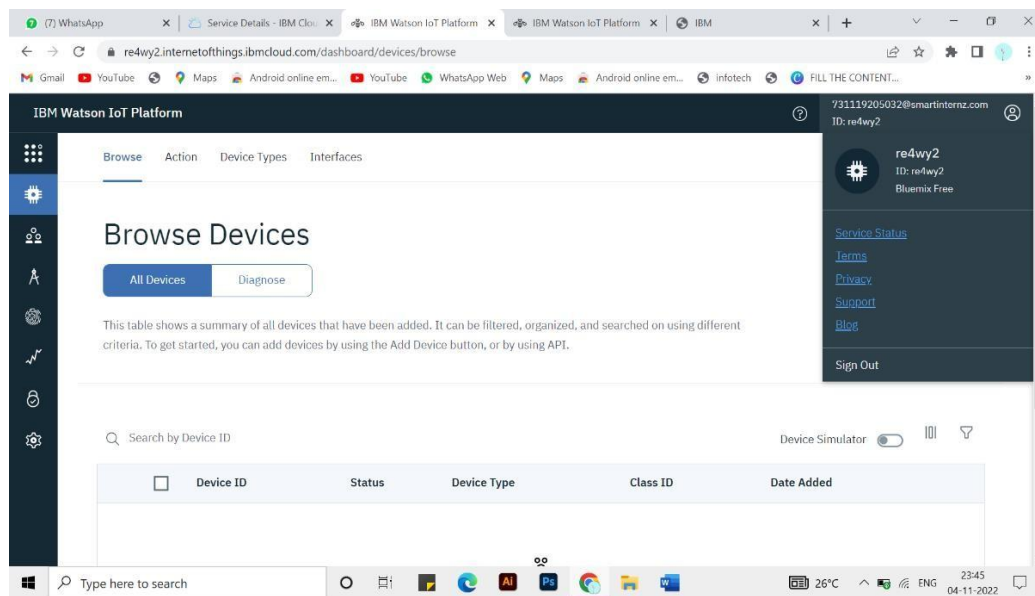 (7) WhatsApp
Service Details - IBM Clou
IBM Watson IoT Platform
IBM Watson IoT Platform
IBM
re4wy2.internetofthings.ibmcloud.com/dashboard/devices/browse
Gmail YouTube Maps Android online em... YouTube WhatsApp Web Maps Android online em... infotech FILL THE CONTENT... »
IBM Watson IoT Platform
731119205032@smartinternz.com
ID: re4wy2
Browse Action Device Types Interfaces
re4wy2
ID: re4wy2
Bluemix Free
Browse Devices
All Devices Diagnose
This table shows a summary of all devices that have been added. It can be filtered, organized, and searched on using different
criteria. To get started, you can add devices by using the Add Device button, or by using API.
Service Status
Terms
Privacy
Support
Blog
Sign Out
Search by Device ID
Device Simulator
Device ID Status Device Type Class ID Date Added
Type here to search
Ai
Ps
26°C
ENG
23:45
04-11-2022